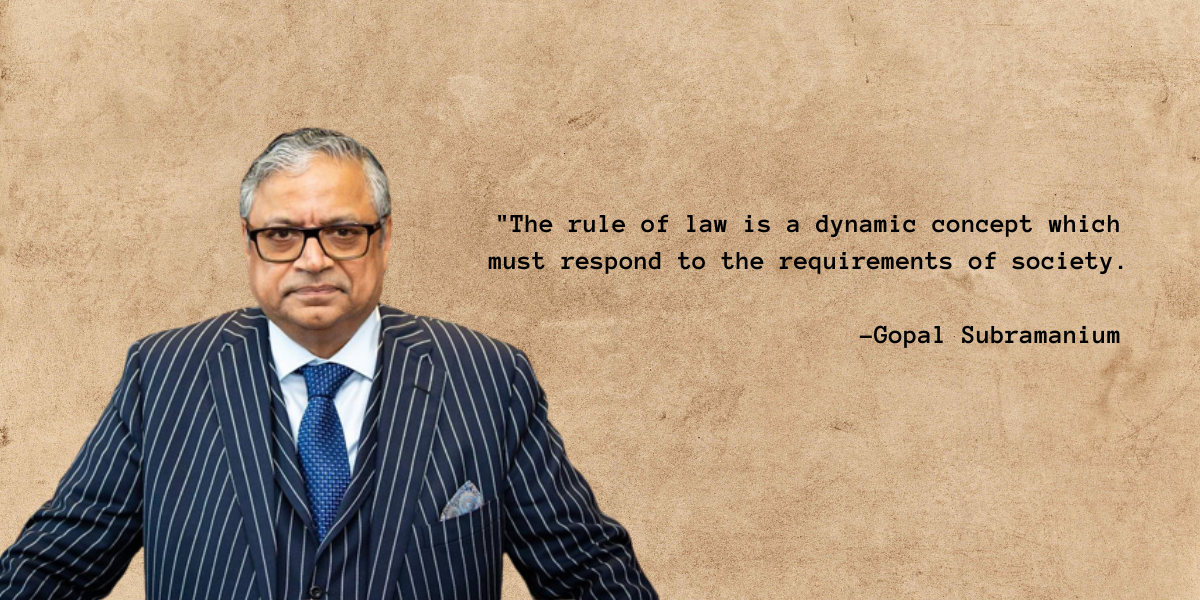 "The rule of law is a dynamic concept which
must respond to the requirements of society.
–Gopal Subramanium